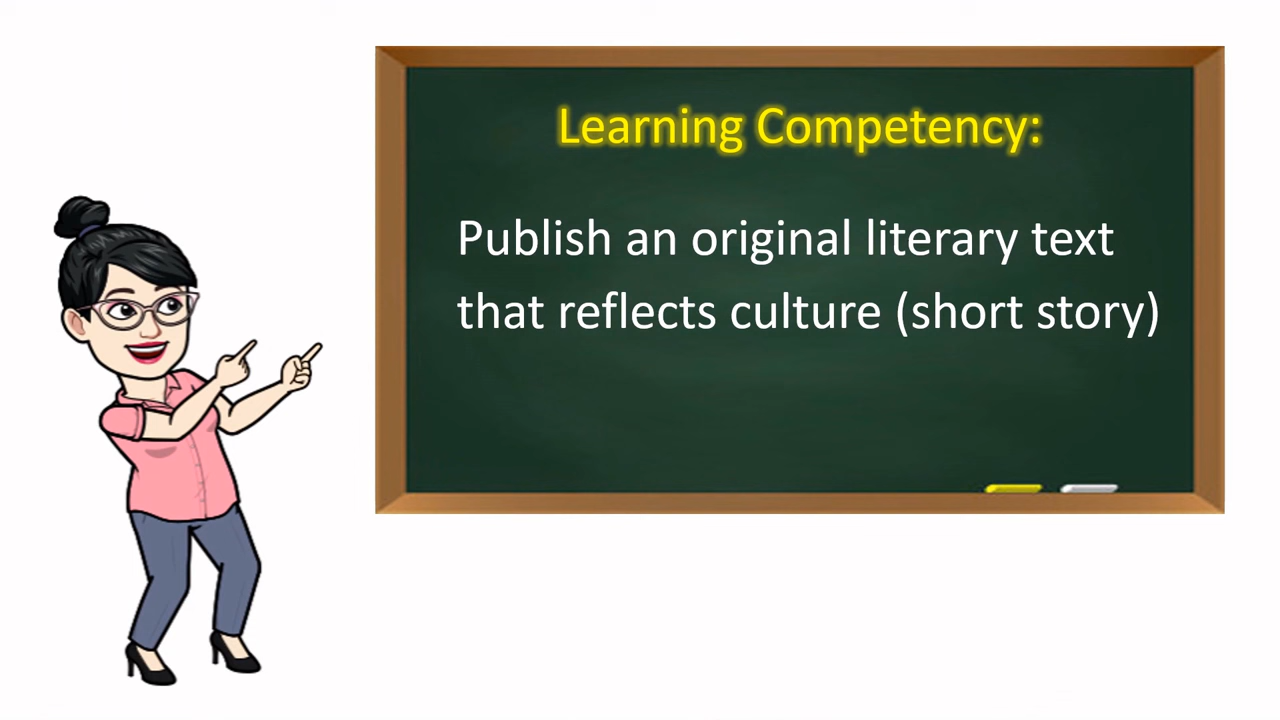 Learning Competency:
Publish an original literary text
that reflects culture (short story)